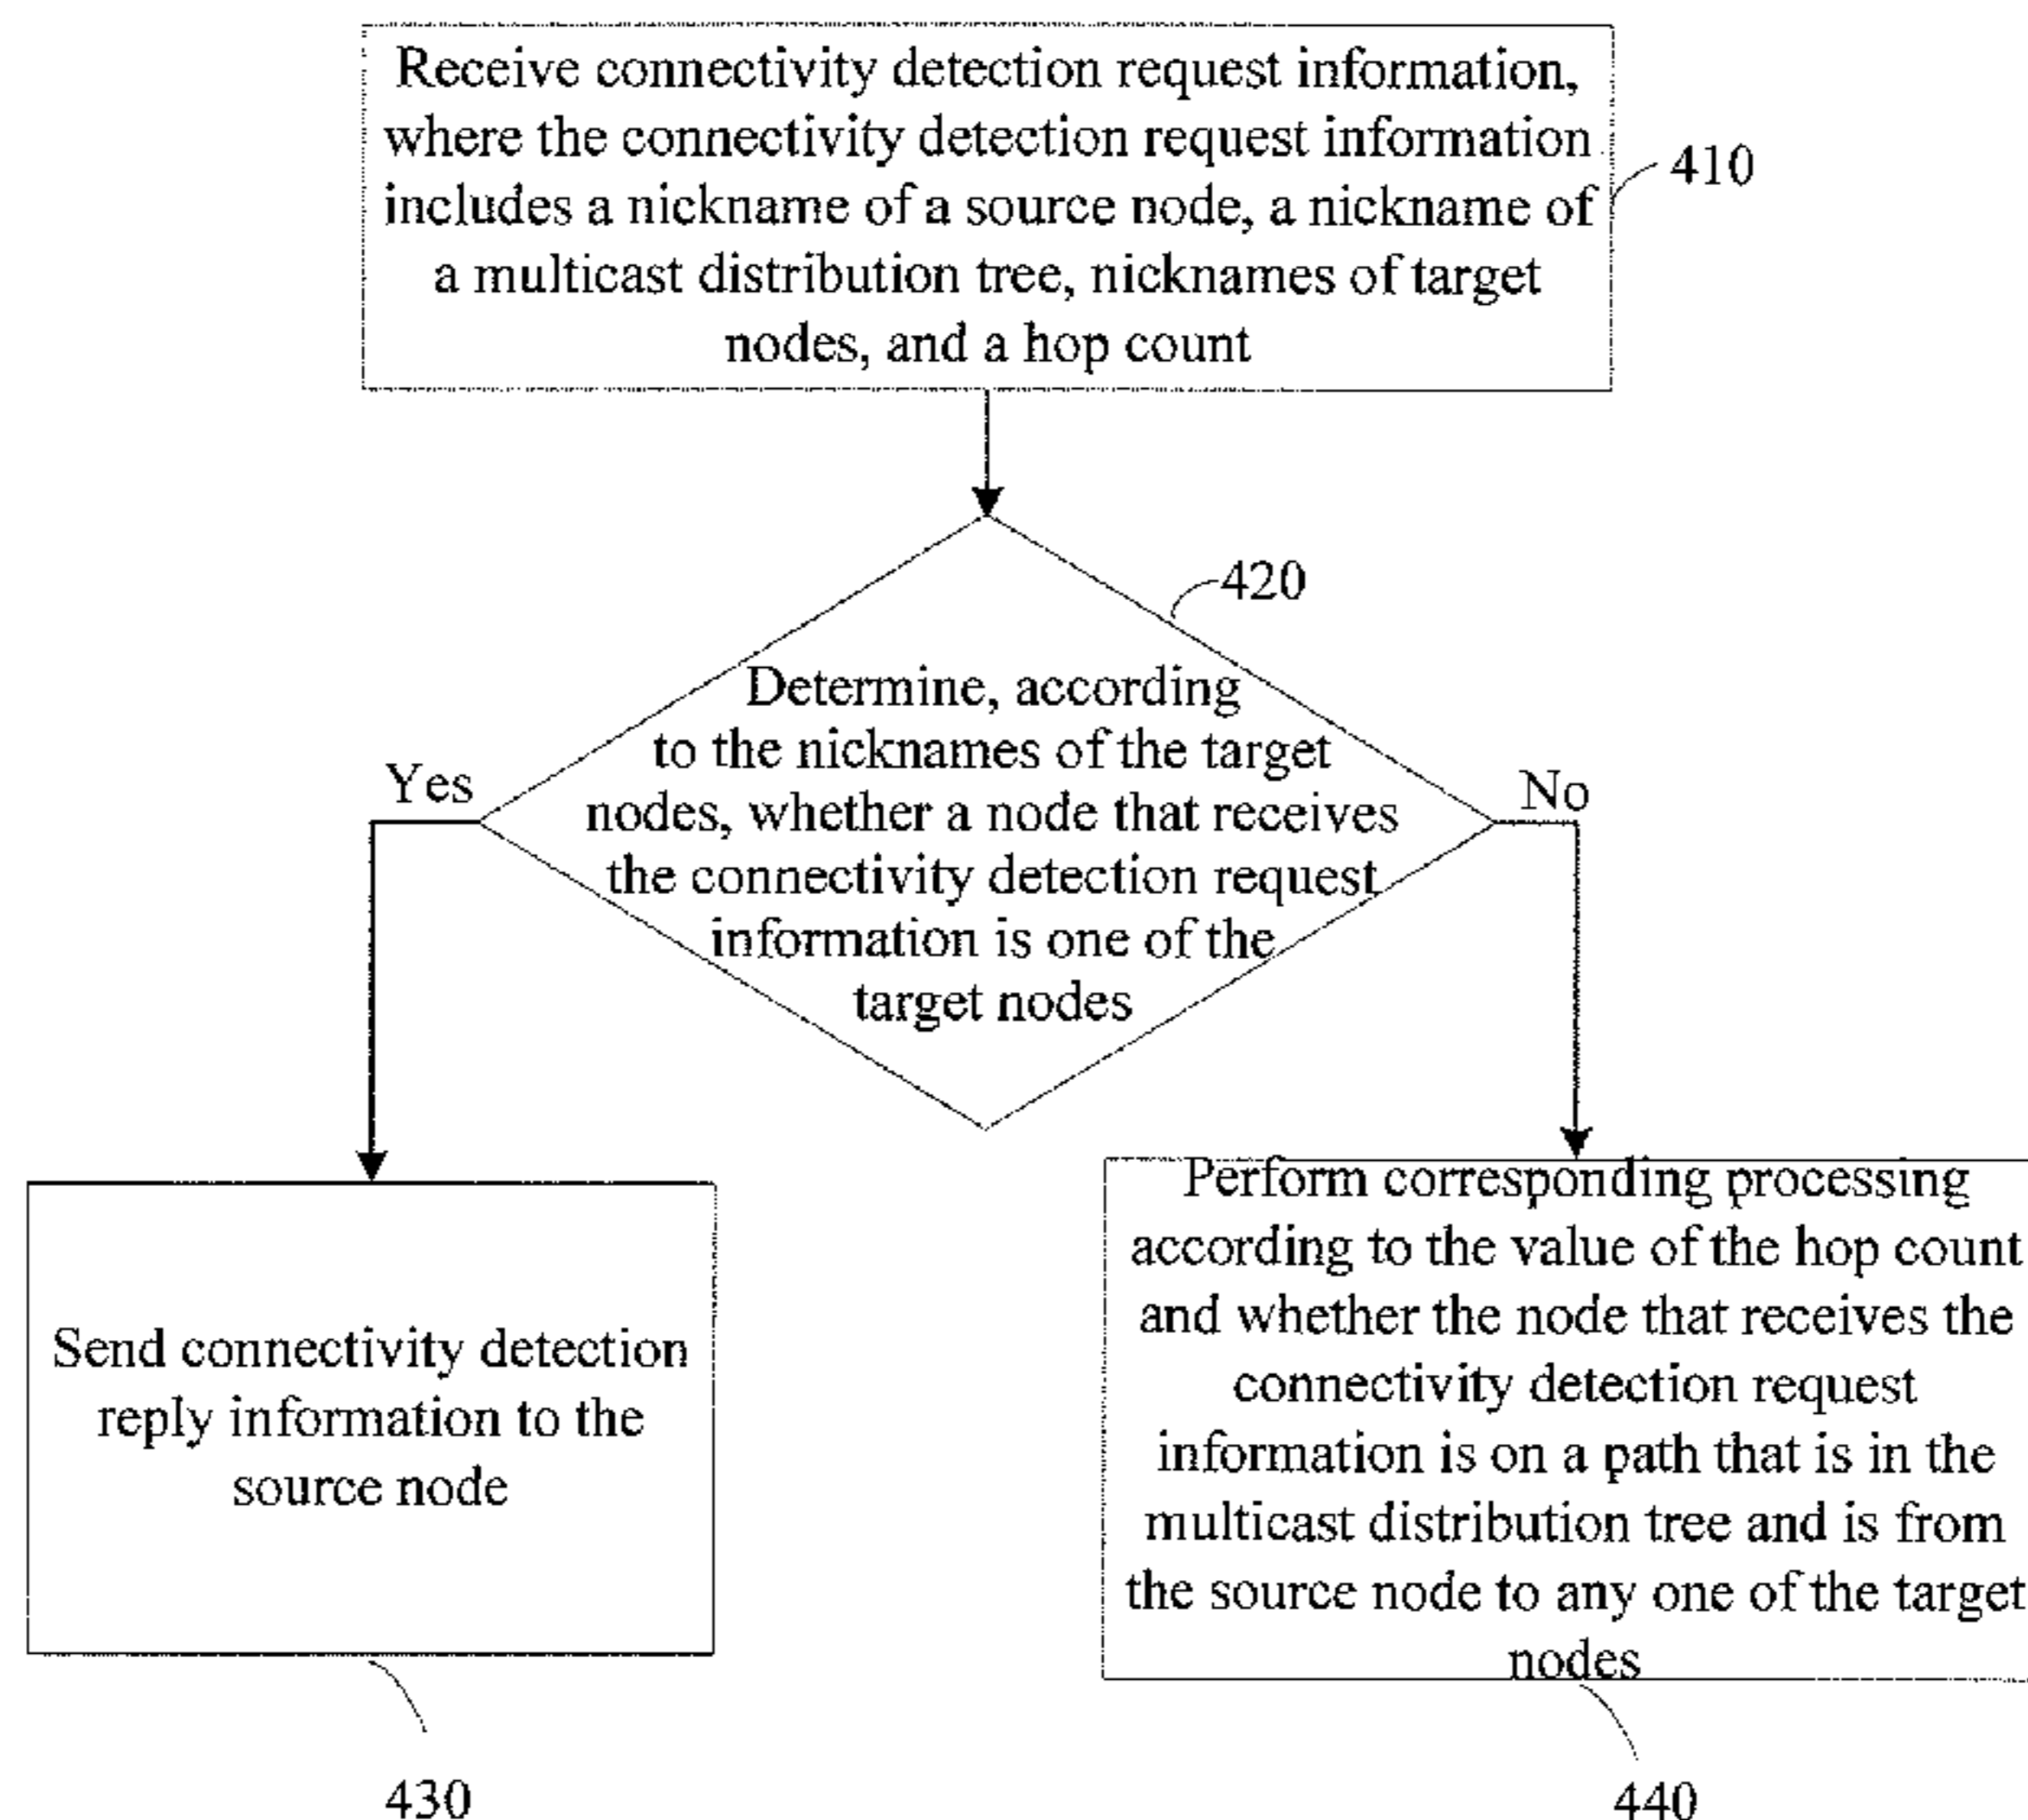 Receive connectivity detection request information,
where the connectivity detection request information
includes a nickname of a source node, a nickname of
a multicast distribution tree, nicknames of target
nodes, and a hop count
410
420
Determine, according
to the nicknames of the target
nodes, whether a node that receives
the connectivity detection request
information is one of the
target nodes
Yes
No
Send connectivity detection
reply information to the
source node
430
Perform corresponding processing
according to the value of the hop count
and whether the node that receives the
connectivity detection request
information is on a path that is in the
multicast distribution tree and is from
the source node to any one of the target
nodes
440